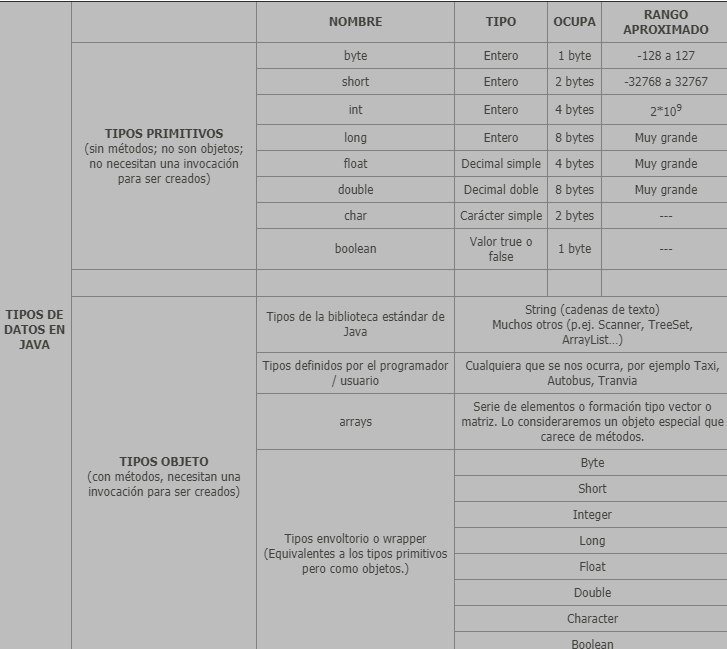 NOMBRE TIPO OCUPA RANGO
APROXIMADO
byte Entero 1 byte -128 a 127
short Entero 2 bytes -32768 a 32767
int Entero 4 bytes 2*10⁹
long Entero 8 bytes Muy grande
float Decimal simple 4 bytes Muy grande
double Decimal doble 8 bytes Muy grande
char Carácter simple 2 bytes ---
boolean Valor true o
false 1 byte ---
TIPOS PRIMITIVOS
(sin métodos; no son objetos;
no necesitan una invocación
para ser creados)
TIPOS DE
DATOS EN
JAVA
TIPOS OBJETO
(con métodos, necesitan una
invocación para ser creados)
Tipos de la biblioteca estándar de
Java
String (cadenas de texto)
Muchos otros (p.ej. Scanner, TreeSet,
ArrayList…)
Tipos definidos por el programador
/ usuario
Cualquiera que se nos ocurra, por ejemplo Taxi,
Autobus, Tranvia
arrays
Serie de elementos o formación tipo vector o
matriz. Lo consideraremos un objeto especial que
carece de métodos.
Tipos envoltorio o wrapper
(Equivalentes a los tipos primitivos
pero como objetos.)
Byte
Short
Integer
Long
Float
Double
Character
Boolean